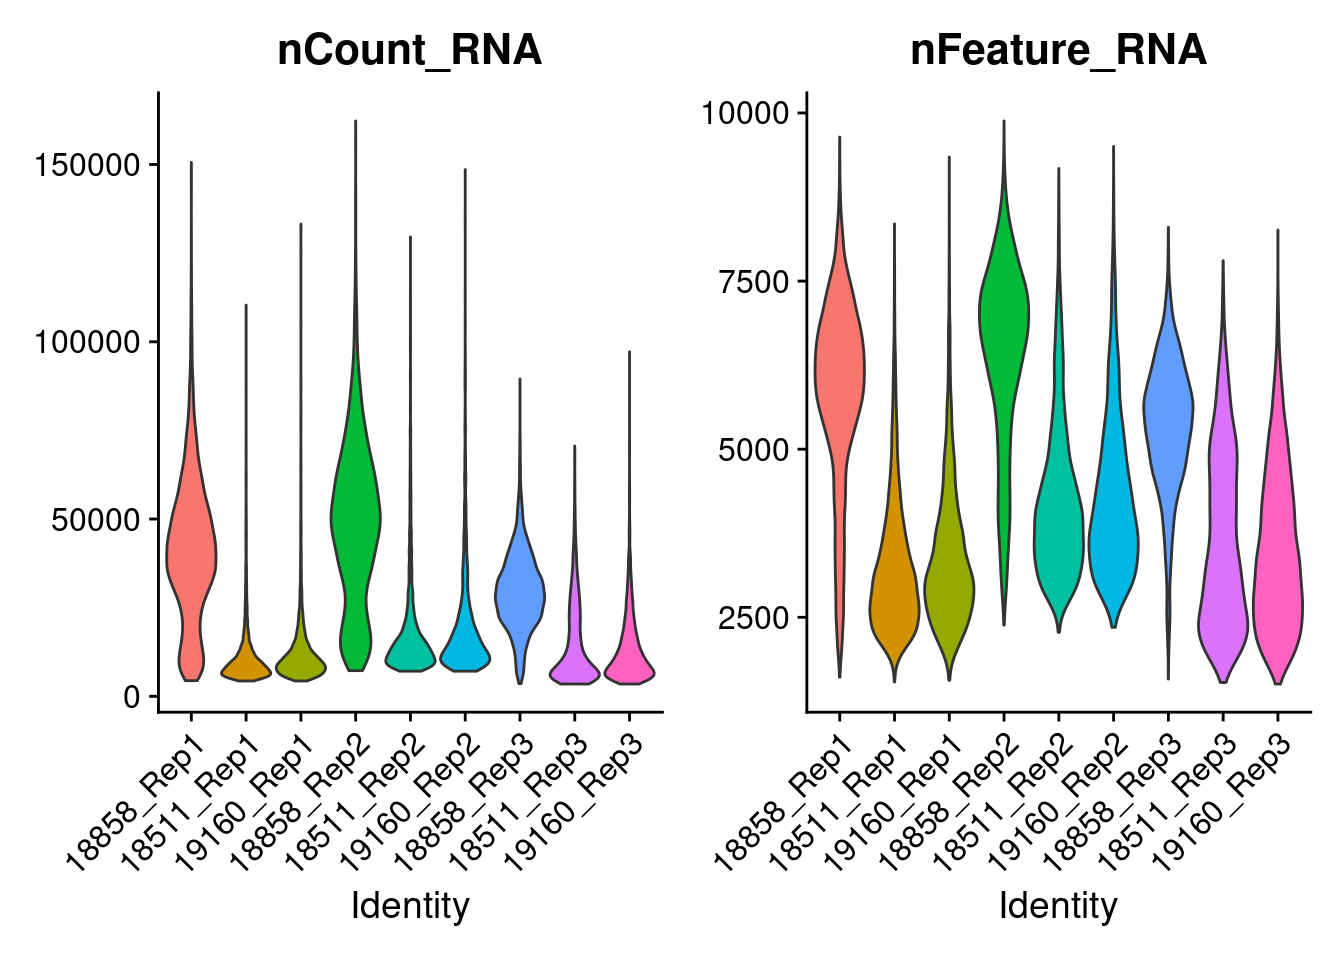 nCount_RNA
150000
100000
50000
0
18858_Rep1
18511_Rep1
19160_Rep1
18858_Rep2
18511_Rep2
19160_Rep2
18858_Rep3
18511_Rep3
19160_Rep3
Identity
nFeature_RNA
10000
7500
5000
2500
18858_Rep1
18511_Rep1
19160_Rep1
18858_Rep2
18511_Rep2
19160_Rep2
18858_Rep3
18511_Rep3
19160_Rep3
Identity